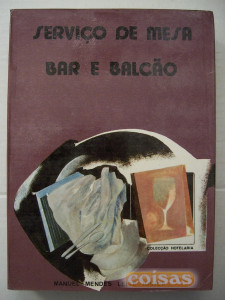 SERVIÇO DE MESA
BAR E BALCÃO
COLECÇÃO HOTELARIA
MANUEL MENDES L
coisas